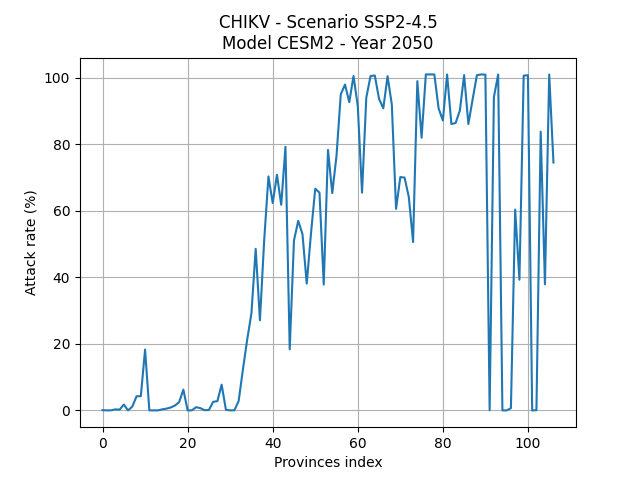 CHIKV - Scenario SSP2-4.5
Model CESM2 - Year 2050
100
80
60
40
20
0
Attack rate (%)
0 20 40 60 80 100
Provinces index